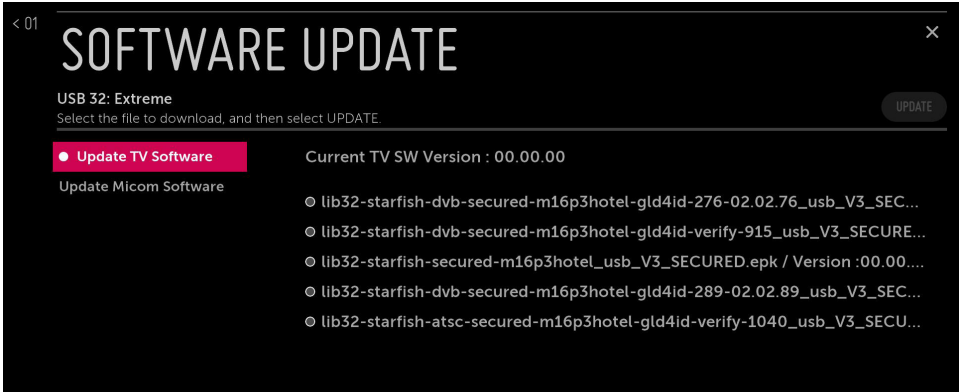 < 01
SOFTWARE UPDATE
×
USB 32: Extreme
Select the file to download, and then select UPDATE.
UPDATE
Update TV Software
Current TV SW Version : 00.00.00
Update Micom Software
lib32-starfish-dvb-secured-m16p3hotel-gld4id-276-02.02.76_usb_V3_SEC...
lib32-starfish-dvb-secured-m16p3hotel-gld4id-verify-915_usb_V3_SECURE...
lib32-starfish-secured-m16p3hotel_usb_V3_SECURED.epk / Version :00.00....
lib32-starfish-dvb-secured-m16p3hotel-gld4id-289-02.02.89_usb_V3_SEC...
lib32-starfish-atsc-secured-m16p3hotel-gld4id-verify-1040_usb_V3_SECU...